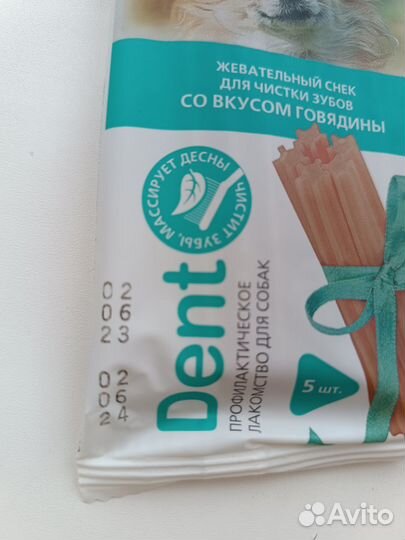 ЖЕВАТЕЛЬНЫЙ СНЕК
ДЛЯ ЧИСТКИ ЗУБОВ
СО ВКУСОМ ГОВЯДИНЫ
МАССИРУЕТ ДЕСНЫ
ЧИСТИТ ЗУБЫ,
Dento
ПРОФИЛАКТИЧЕСКОЕ
ЛАКОМСТВО ДЛЯ СОБАК
02
06
23
02
06
24
5 шт.
Avito